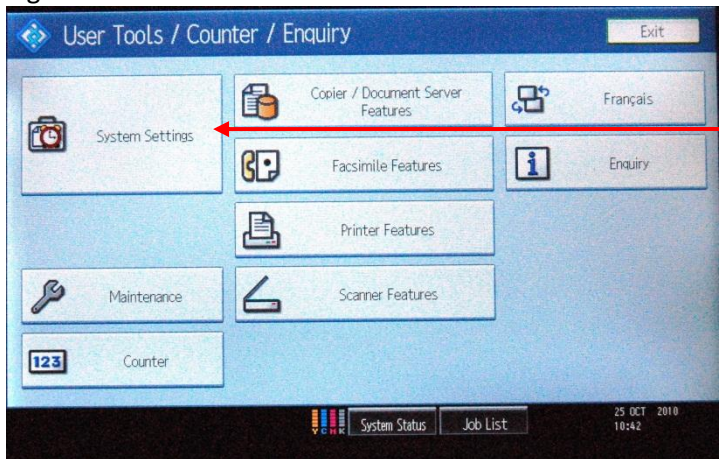 User Tools / Counter / Enquiry
Exit
System Settings
Copier / Document Server
Features
Français
Facsimile Features
Enquiry
Printer Features
Maintenance
Scanner Features
123
Counter
Y C M K
System Status
Job List
25 OCT 2010
10:42